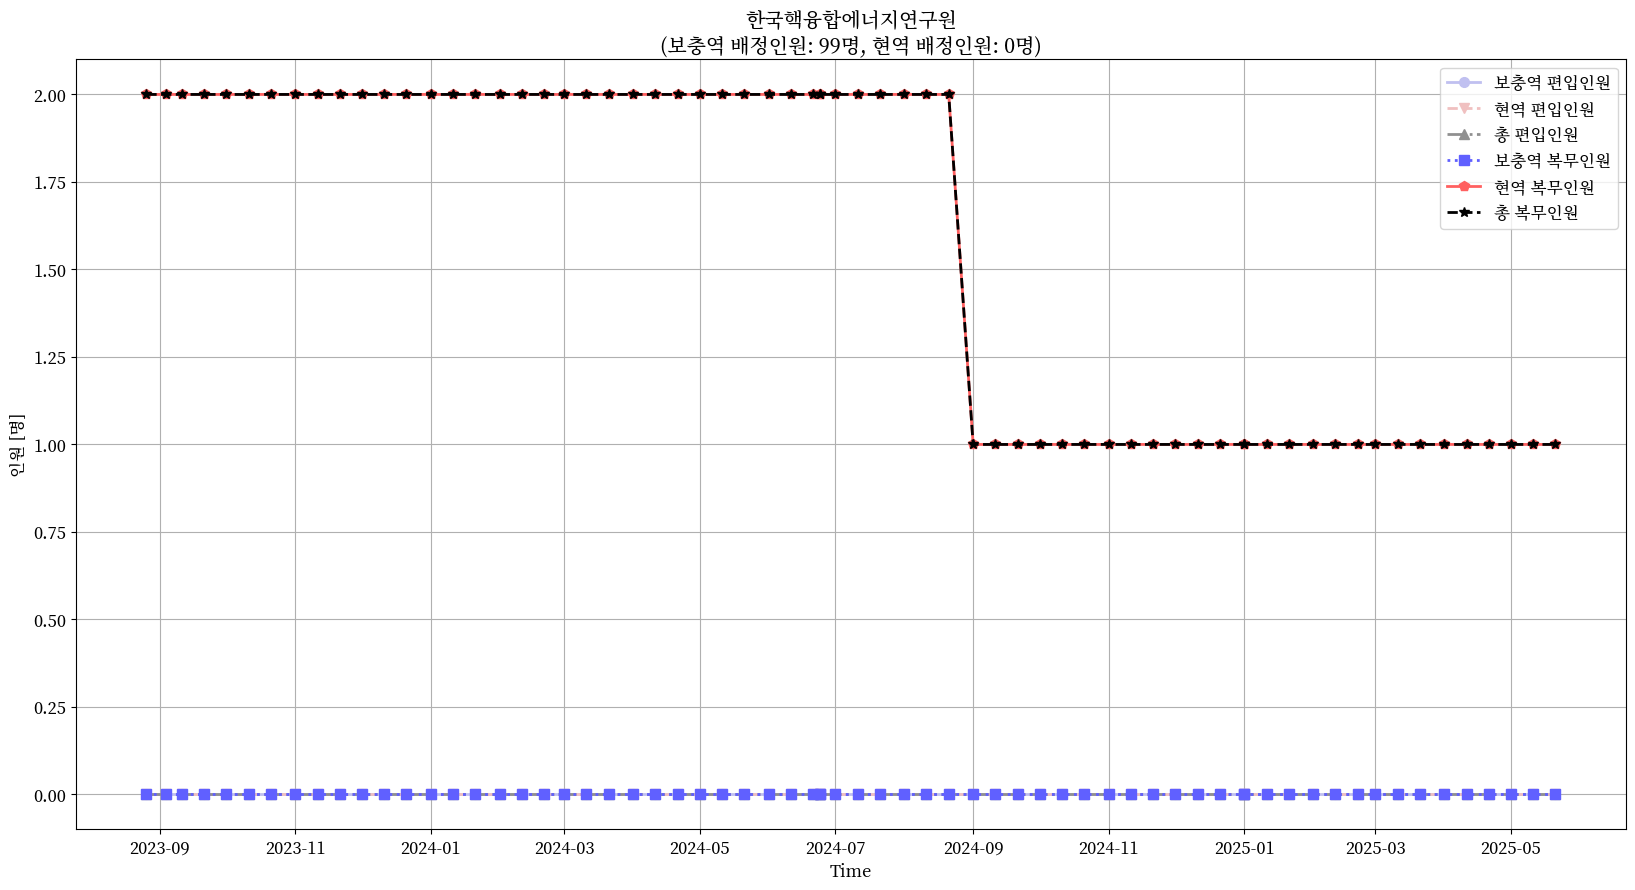 한국핵융합에너지연구원
(보충역 배정인원: 99명, 현역 배정인원: 0명)
보충역 편입인원
현역 편입인원
총 편입인원
보충역 복무인원
현역 복무인원
총 복무인원
2.00
1.75
1.50
1.25
1.00
0.75
0.50
0.25
0.00
인원 [명]
2023-09 2023-11 2024-01 2024-03 2024-05 2024-07 2024-09 2024-11 2025-01 2025-03 2025-05
Time